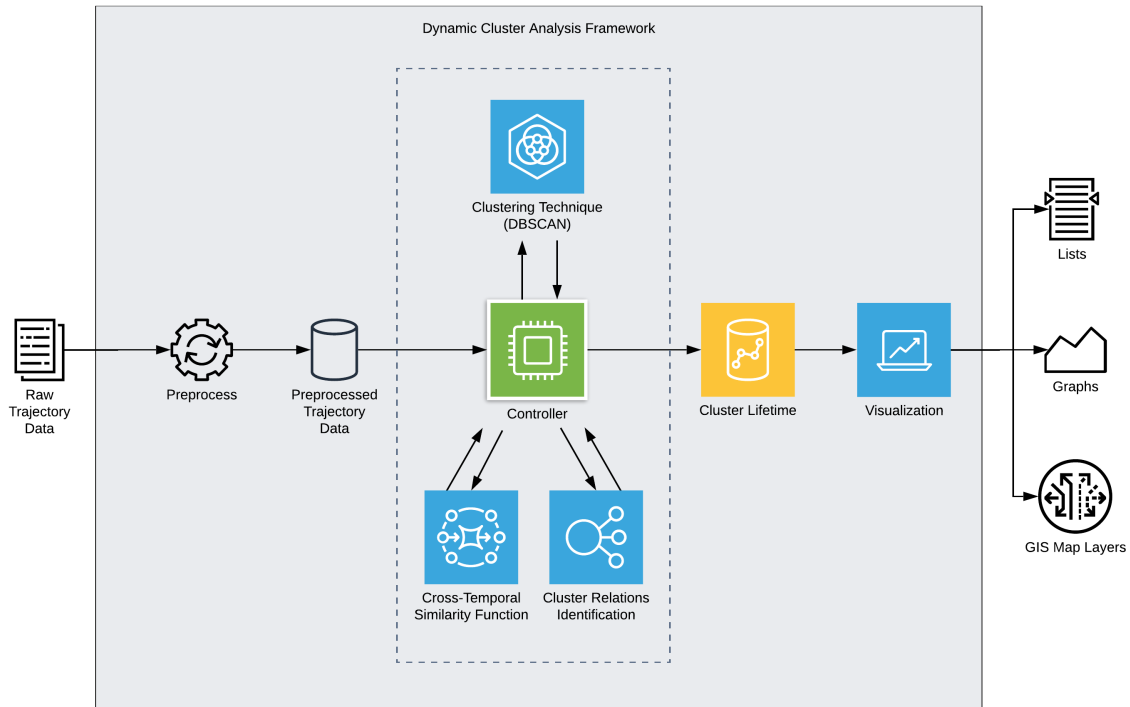 Dynamic Cluster Analysis Framework
Clustering Technique
(DBSCAN)
Raw
Trajectory
Data
Preprocess
Preprocessed
Trajectory
Data
Controller
Cluster Lifetime
Visualization
Lists
Graphs
GIS Map Layers
Cross-Temporal
Similarity Function
Cluster Relations
Identification